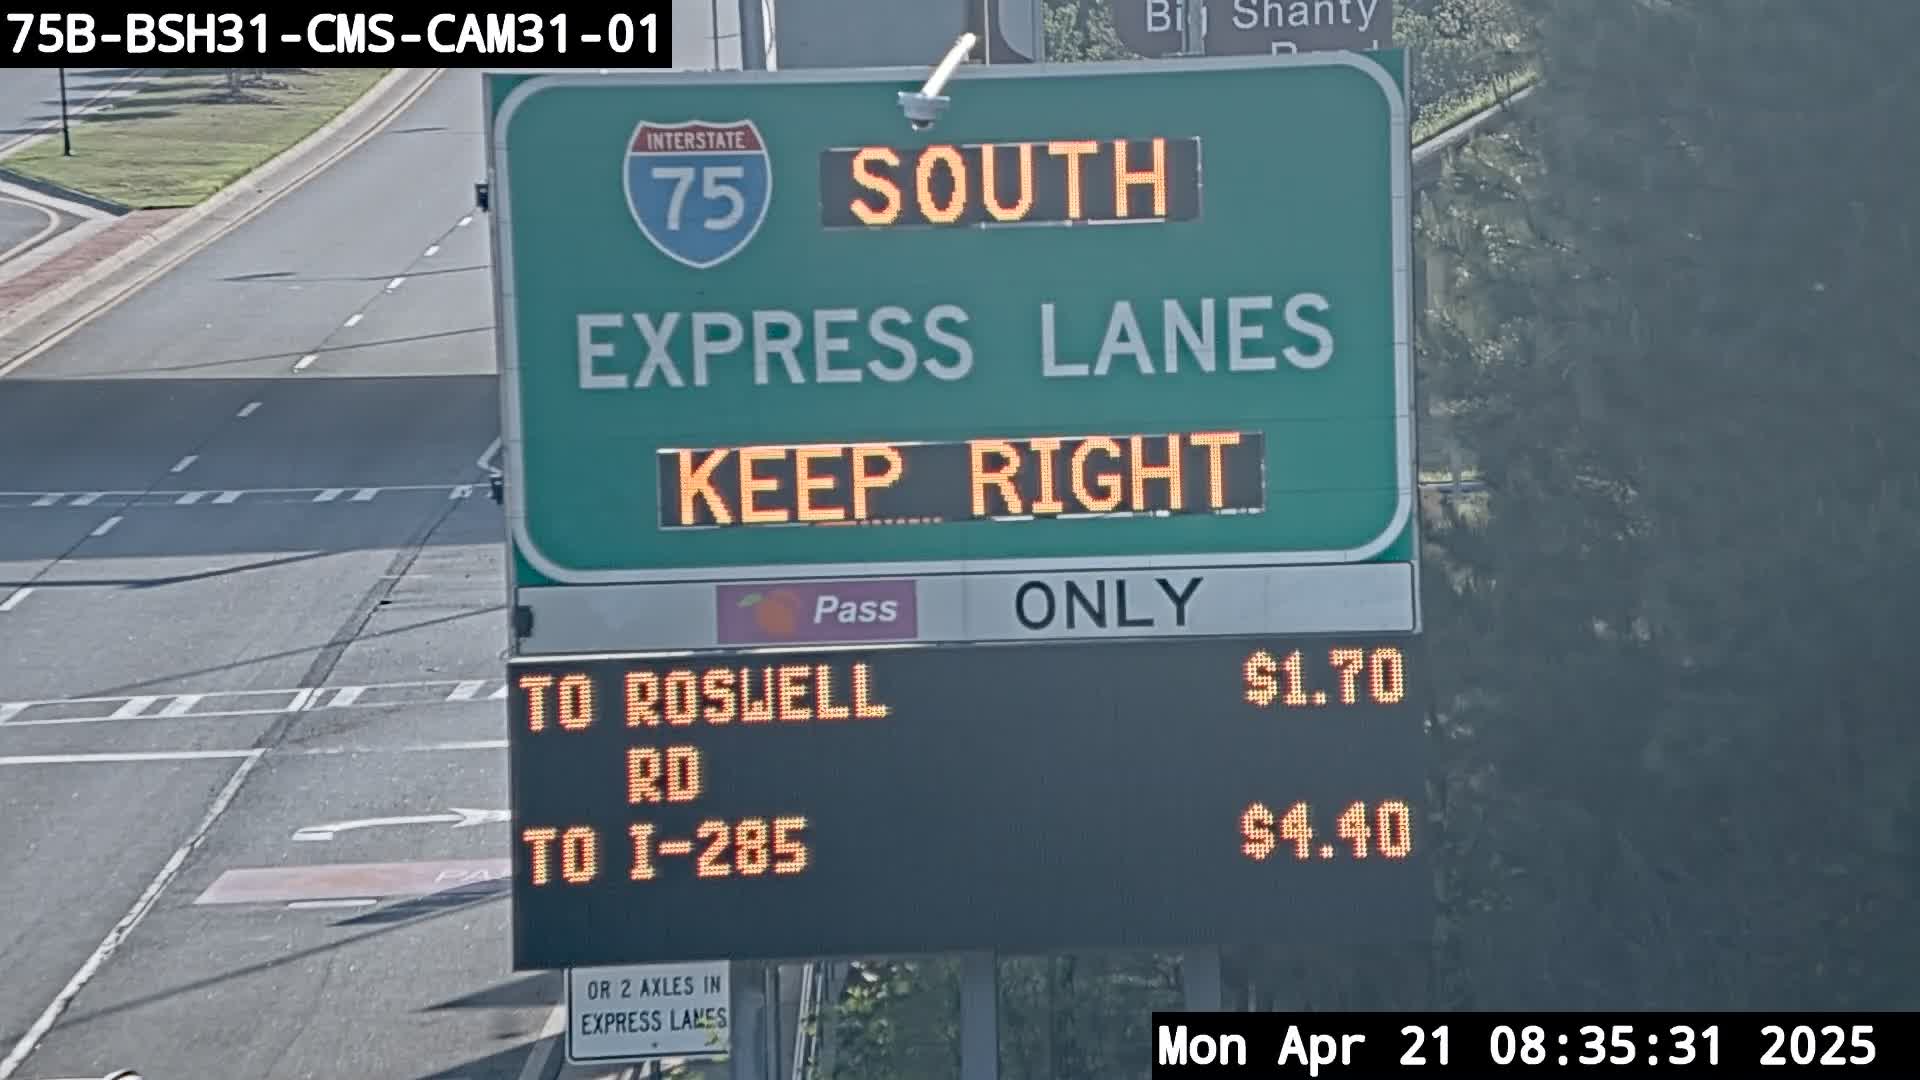 75B-BSH31-CMS-CAM31-01
Big Shanty
Road
INTERSTATE
75
SOUTH
EXPRESS LANES
KEEP RIGHT
Pass ONLY
TO ROSWELL $1.70
RD
TO I-285 $4.40
OR 2 AXLES IN
EXPRESS LANES
Mon Apr 21 08:35:31 2025